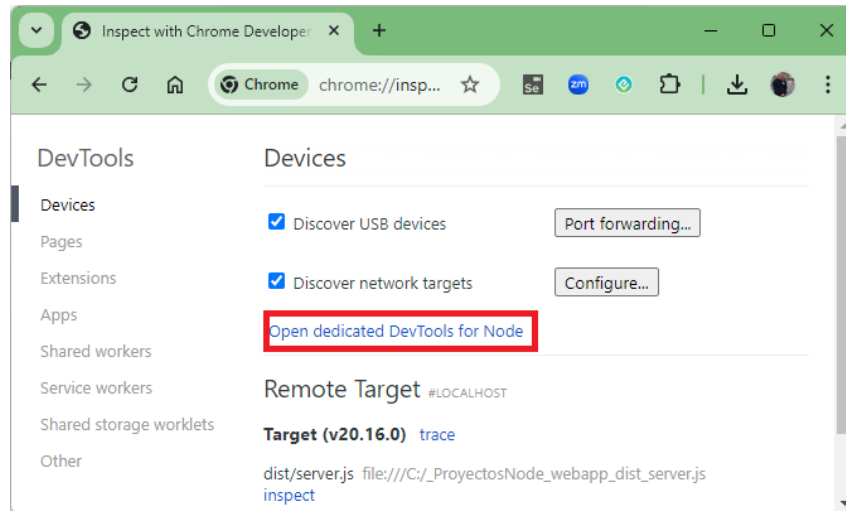 Inspect with Chrome Developer
Chrome chrome://insp... Se zm
DevTools
Devices
Pages
Extensions
Apps
Shared workers
Service workers
Shared storage worklets
Other
Devices
Discover USB devices Port forwarding...
Discover network targets Configure...
Open dedicated DevTools for Node
Remote Target #LOCALHOST
Target (v20.16.0) trace
dist/server.js file:///C:/_ProyectosNode_webapp_dist_server.js
inspect